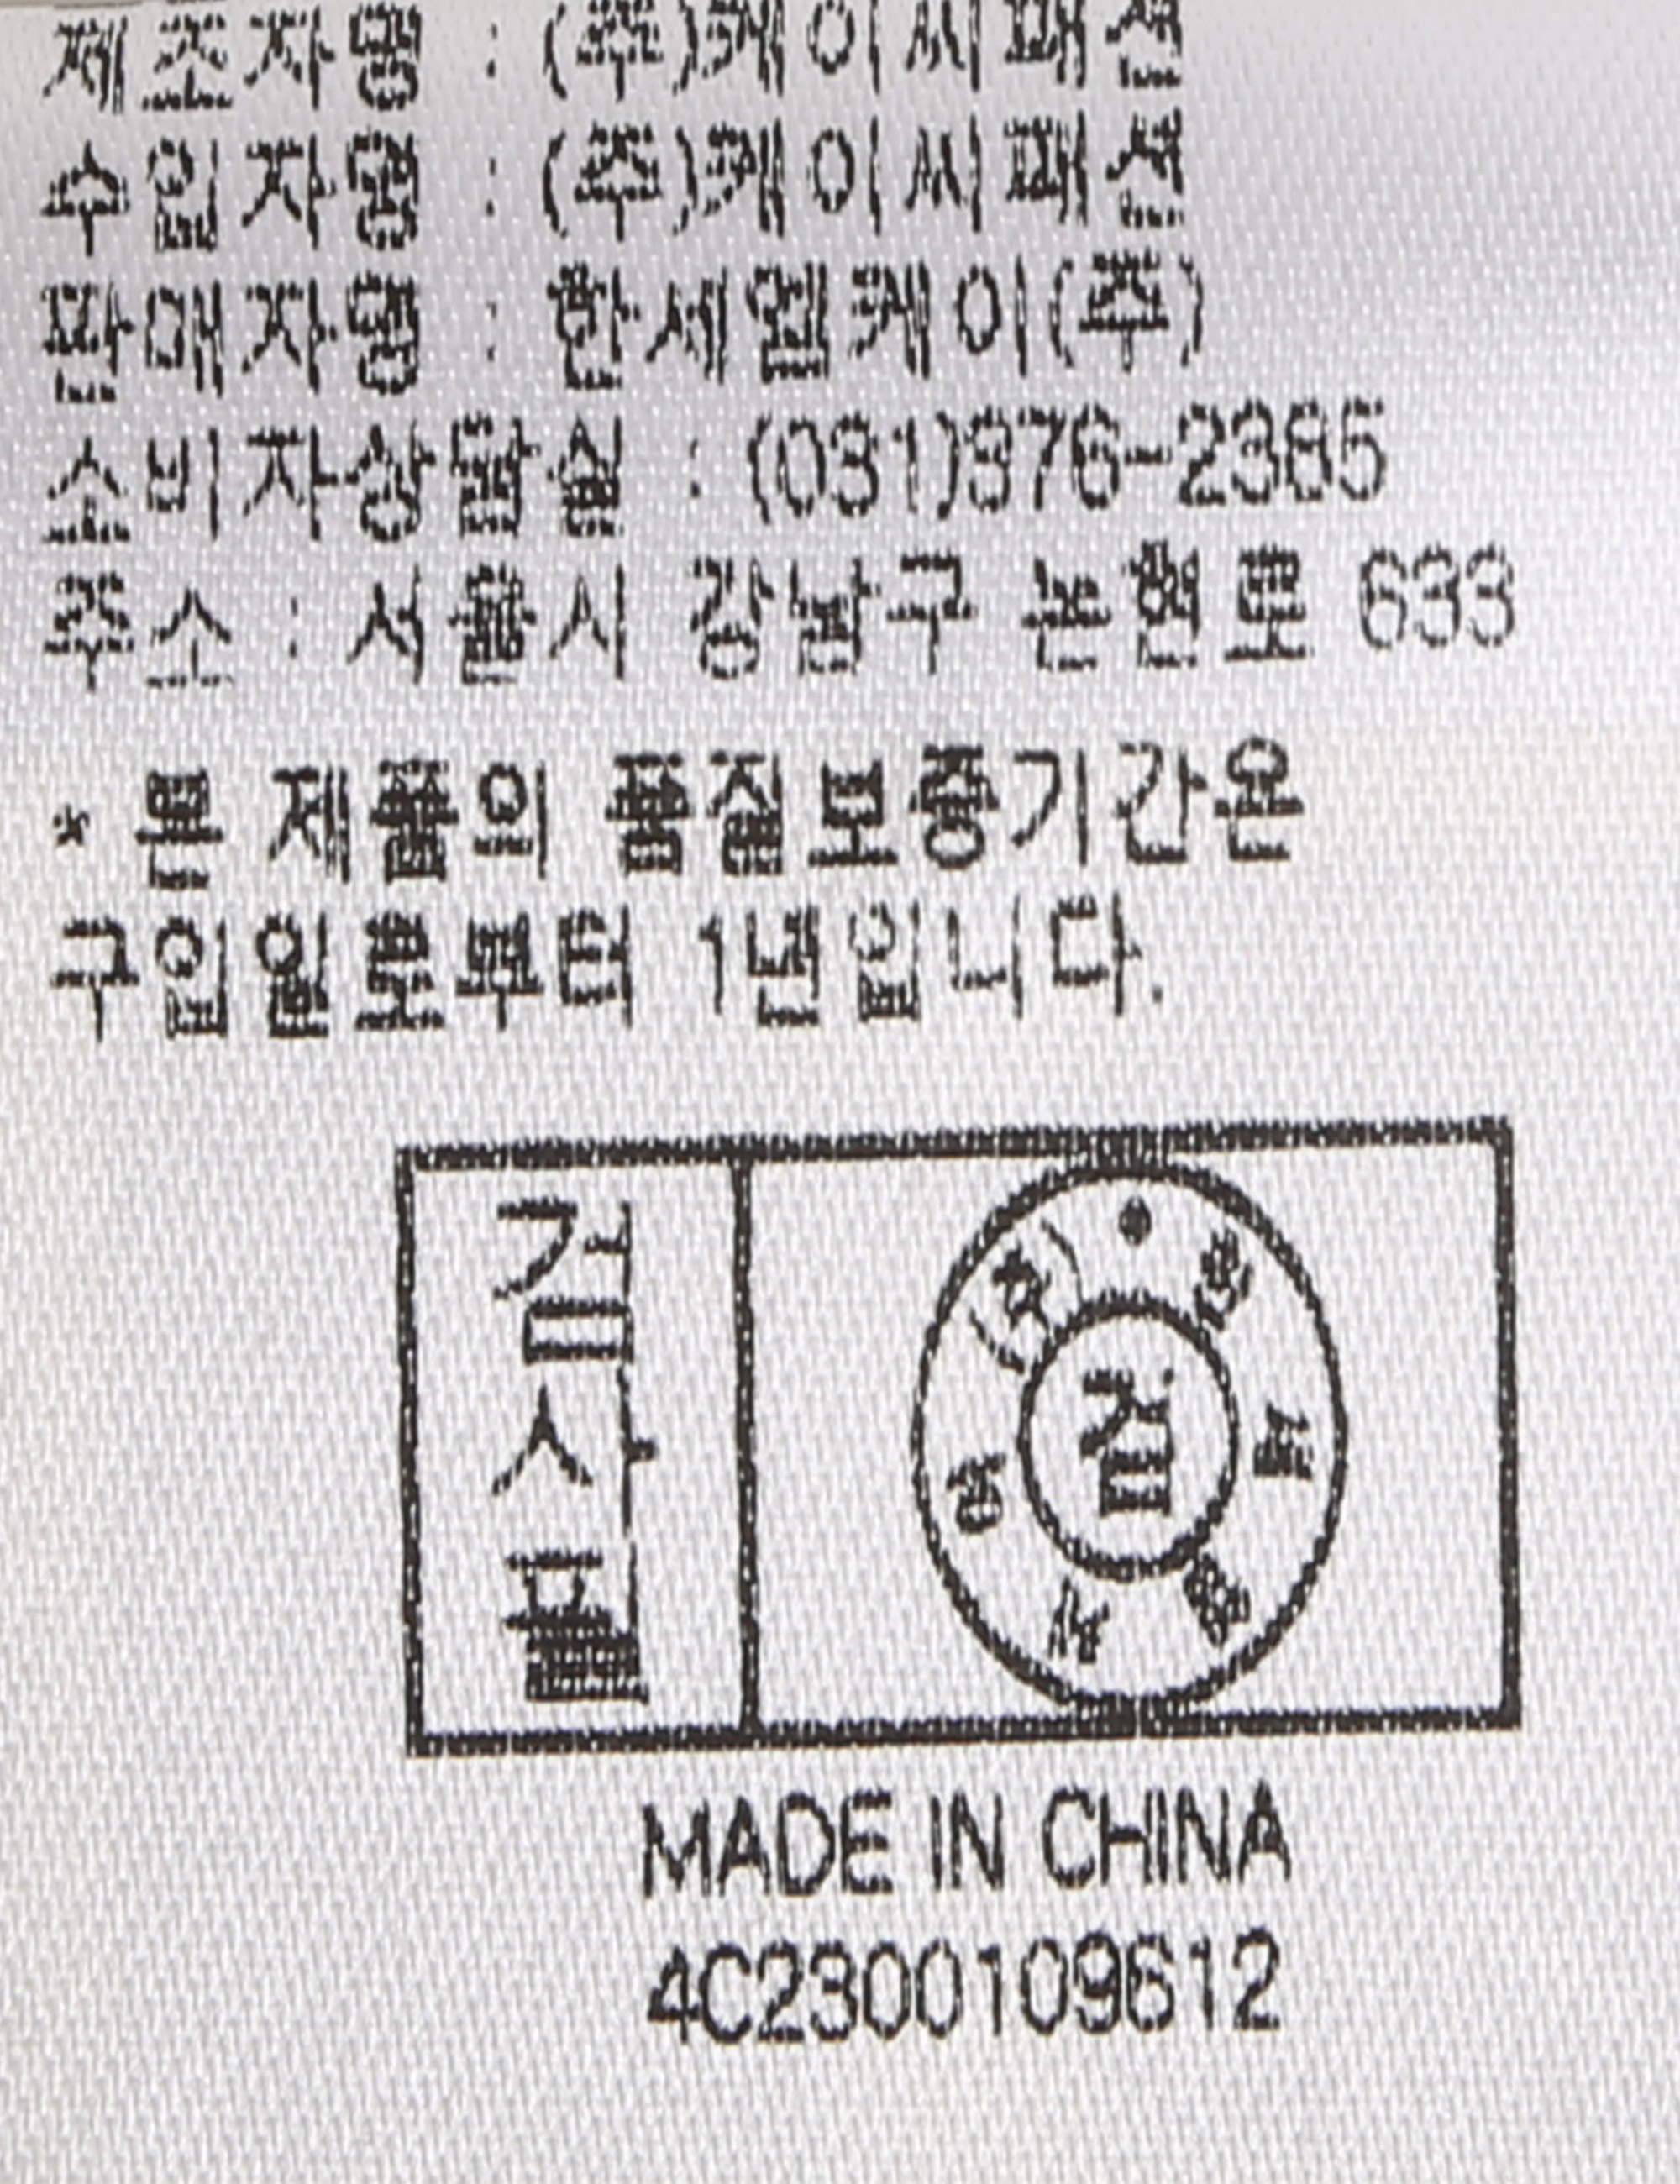 제조자명 : (주)케이씨패션
수입자명 : (주)케이씨패션
판매자명 : 한세엠케이(주)
소비자상담실 : (031)376-2365
주소 : 서울시 강남구 논현로 633
* 본 제품의 품질보증기간은
구입일로부터 1년입니다.
검사필
검
MADE IN CHINA
4C2300109612